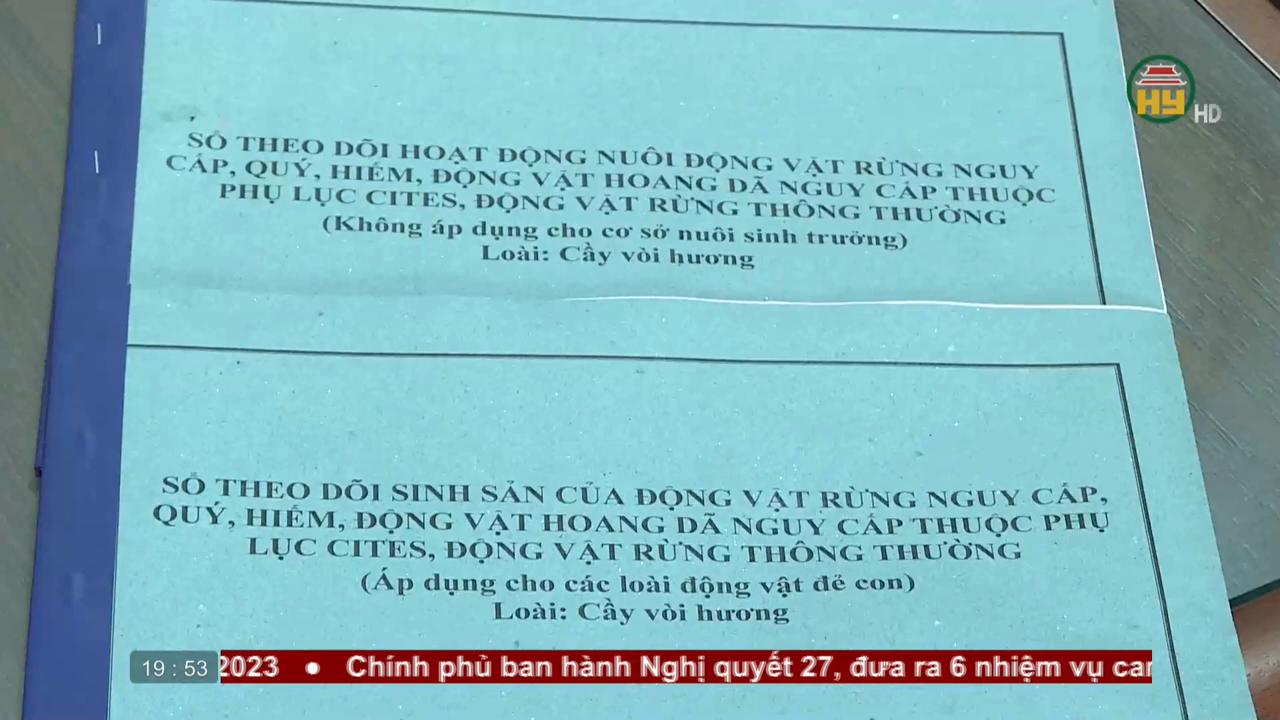 HY HD
SỔ THEO DÕI HOẠT ĐỘNG NUÔI ĐỘNG VẬT RỪNG NGUY
CẤP, QUÝ, HIẾM, ĐỘNG VẬT HOANG DÃ NGUY CẤP THUỘC
PHỤ LỤC CITES, ĐỘNG VẬT RỪNG THÔNG THƯỜNG
(Không áp dụng cho cơ sở nuôi sinh trưởng)
Loài: Cầy vòi hương
SỔ THEO DÕI SINH SẢN CỦA ĐỘNG VẬT RỪNG NGUY CẤP,
QUÝ, HIẾM, ĐỘNG VẬT HOANG DÃ NGUY CẤP THUỘC PHỤ
LỤC CITES, ĐỘNG VẬT RỪNG THÔNG THƯỜNG
(Áp dụng cho các loài động vật đẻ con)
Loài: Cầy vòi hương
19 : 53 2023 • Chính phủ ban hành Nghị quyết 27, đưa ra 6 nhiệm vụ